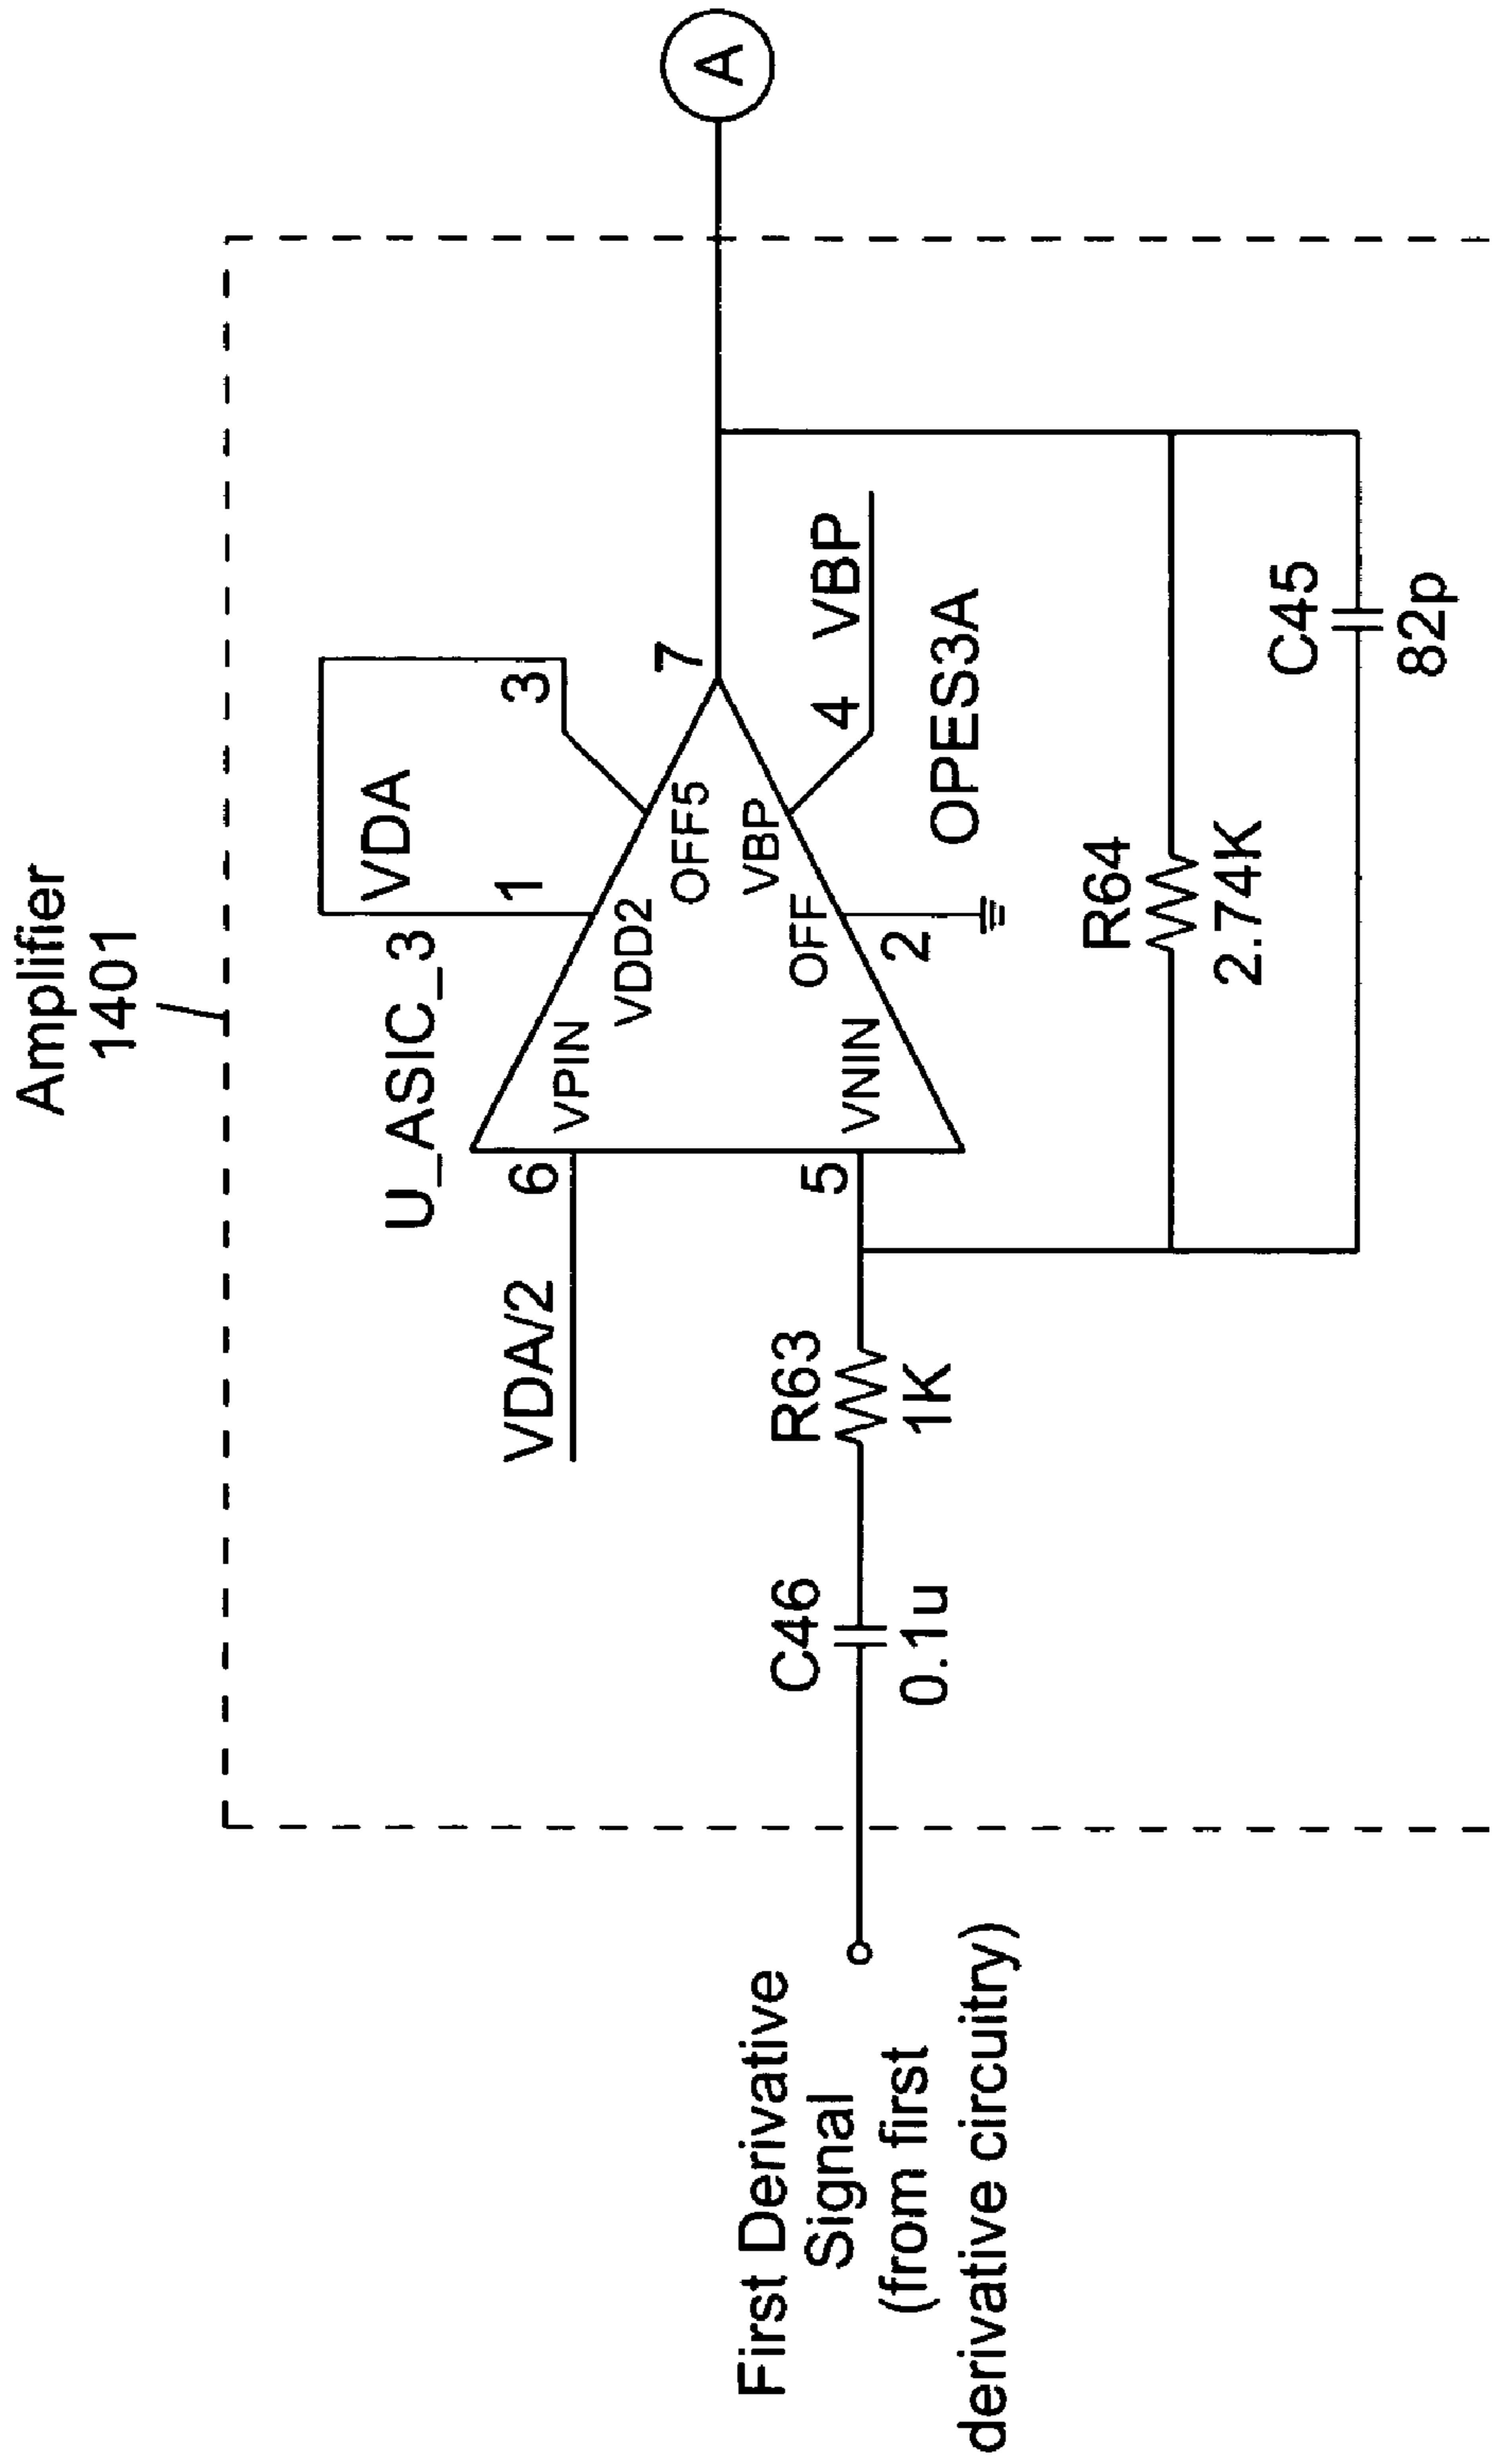 Amplifier
1401
U_ASIC_3
VDA
1
3
VDA/2
6
VPIN
VDD2
OFF5
7
A
VBP
4
VBP
OFF
2
VNIN
5
OPES3A
First Derivative
Signal
(from first
derivative circuitry)
C46
0.1u
R63
1K
R64
2.74K
C45
82p